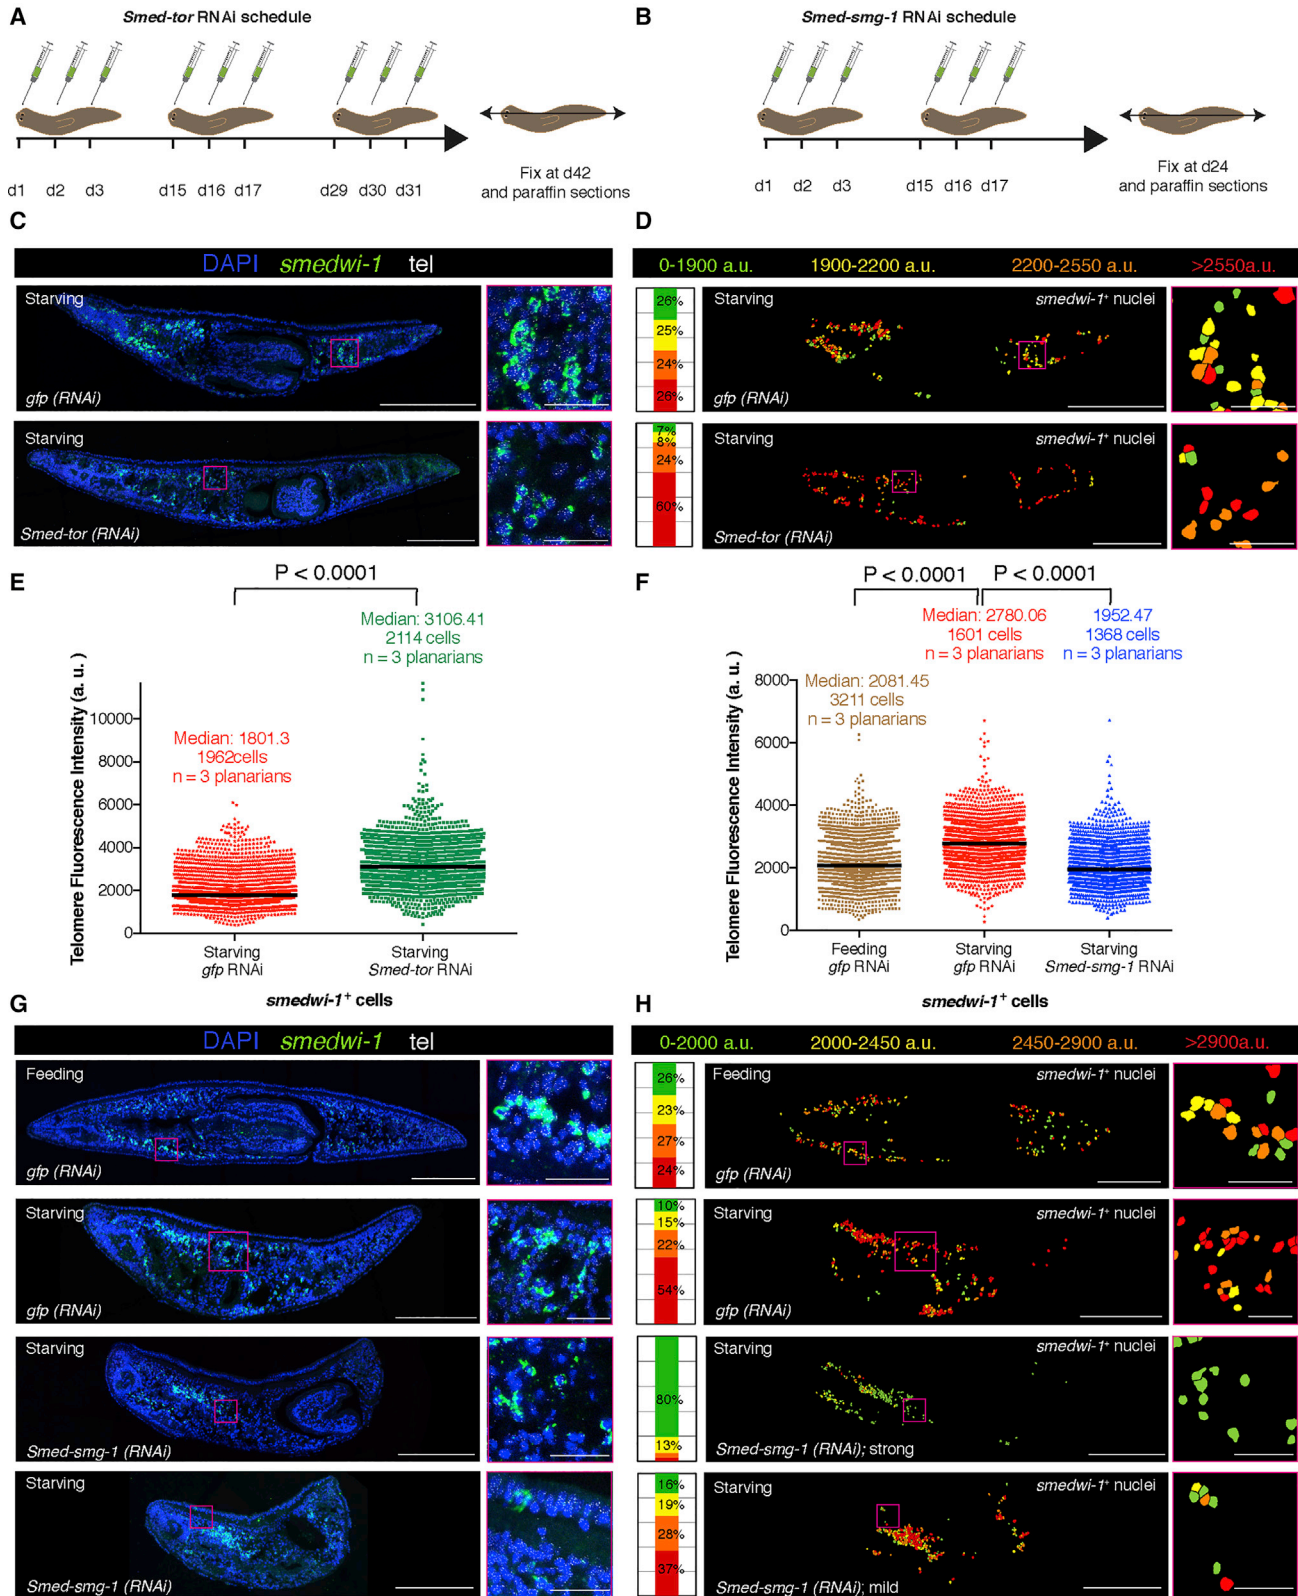 A
Smed-tor RNAi schedule
d1 d2 d3 d15 d16 d17 d29 d30 d31
Fix at d42
and paraffin sections
B
Smed-smg-1 RNAi schedule
d1 d2 d3 d15 d16 d17
Fix at d24
and paraffin sections
C
DAPI smedwi-1 tel
Starving
gfp (RNAi)
Starving
Smed-tor (RNAi)
D
0-1900 a.u. 1900-2200 a.u. 2200-2550 a.u. >2550a.u.
26%
25%
24%
26%
Starving
smedwi-1+ nuclei
gfp (RNAi)
7%
8%
24%
60%
Starving
smedwi-1+ nuclei
Smed-tor (RNAi)
E
P < 0.0001
Median: 3106.41
2114 cells
n = 3 planarians
Median: 1801.3
1962cells
n = 3 planarians
Telomere Fluorescence Intensity (a. u. )
10000
8000
6000
4000
2000
0
Starving
gfp RNAi
Starving
Smed-tor RNAi
smedwi-1+ cells
F
P < 0.0001 P < 0.0001
Median: 2780.06
1601 cells
n = 3 planarians
1952.47
1368 cells
n = 3 planarians
Median: 2081.45
3211 cells
n = 3 planarians
Telomere Fluorescence Intensity (a. u. )
8000
6000
4000
2000
0
Feeding
gfp RNAi
Starving
gfp RNAi
Starving
Smed-smg-1 RNAi
smedwi-1+ cells
G
DAPI smedwi-1 tel
Feeding
gfp (RNAi)
Starving
gfp (RNAi)
Starving
Smed-smg-1 (RNAi)
Starving
Smed-smg-1 (RNAi)
H
0-2000 a.u. 2000-2450 a.u. 2450-2900 a.u. >2900a.u.
26%
23%
27%
24%
Feeding
smedwi-1+ nuclei
gfp (RNAi)
10%
15%
22%
54%
Starving
smedwi-1+ nuclei
gfp (RNAi)
80%
13%
Starving
smedwi-1+ nuclei
Smed-smg-1 (RNAi); strong
16%
19%
28%
37%
Starving
smedwi-1+ nuclei
Smed-smg-1 (RNAi); mild